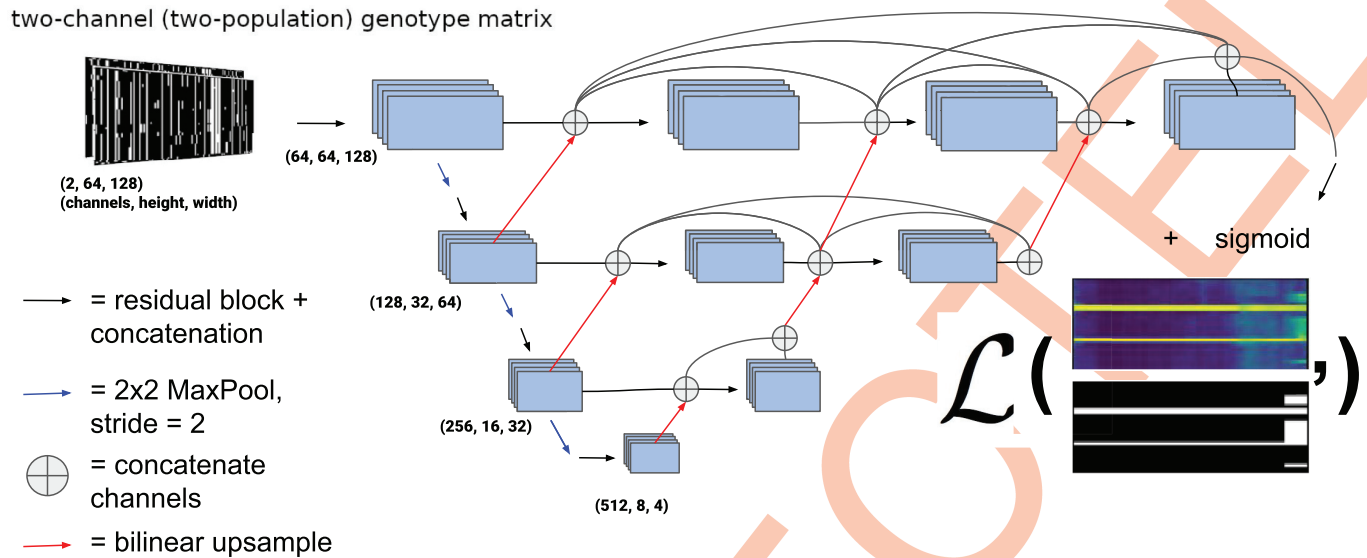 two-channel (two-population) genotype matrix
(2, 64, 128)
(channels, height, width)
(64, 64, 128)
(128, 32, 64)
(256, 16, 32)
(512, 8, 4)
= residual block +
concatenation
= 2x2 MaxPool,
stride = 2
= concatenate
channels
= bilinear upsample
+ sigmoid
ℒ( , )